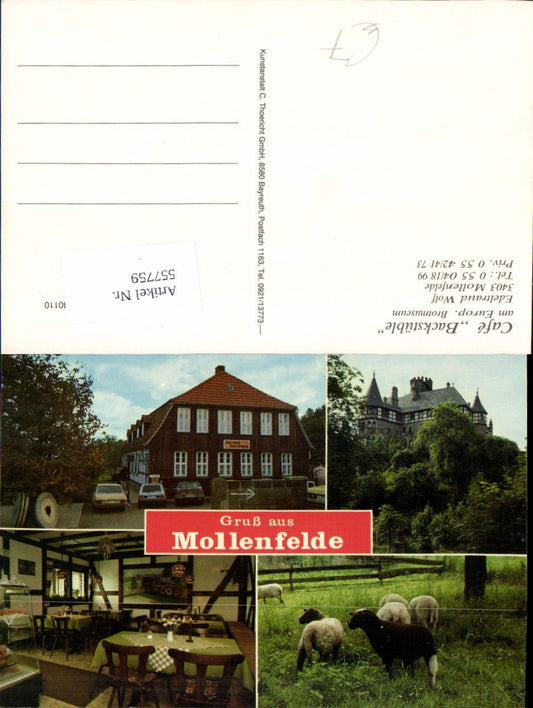 Café „Backstüble"
am Europ. Brotmuseum
Edeltraud Wolf
3403 Mollenfelde
Tel.: 0 55 04/18 99
Priv. 0 55 42/41 73
Kunstanstalt C. Thoericht GmbH, 8580 Bayreuth, Postfach 1163, Tel. 0921/13773
Artikel Nr.
557759
10110
Gruß aus
Mollenfelde